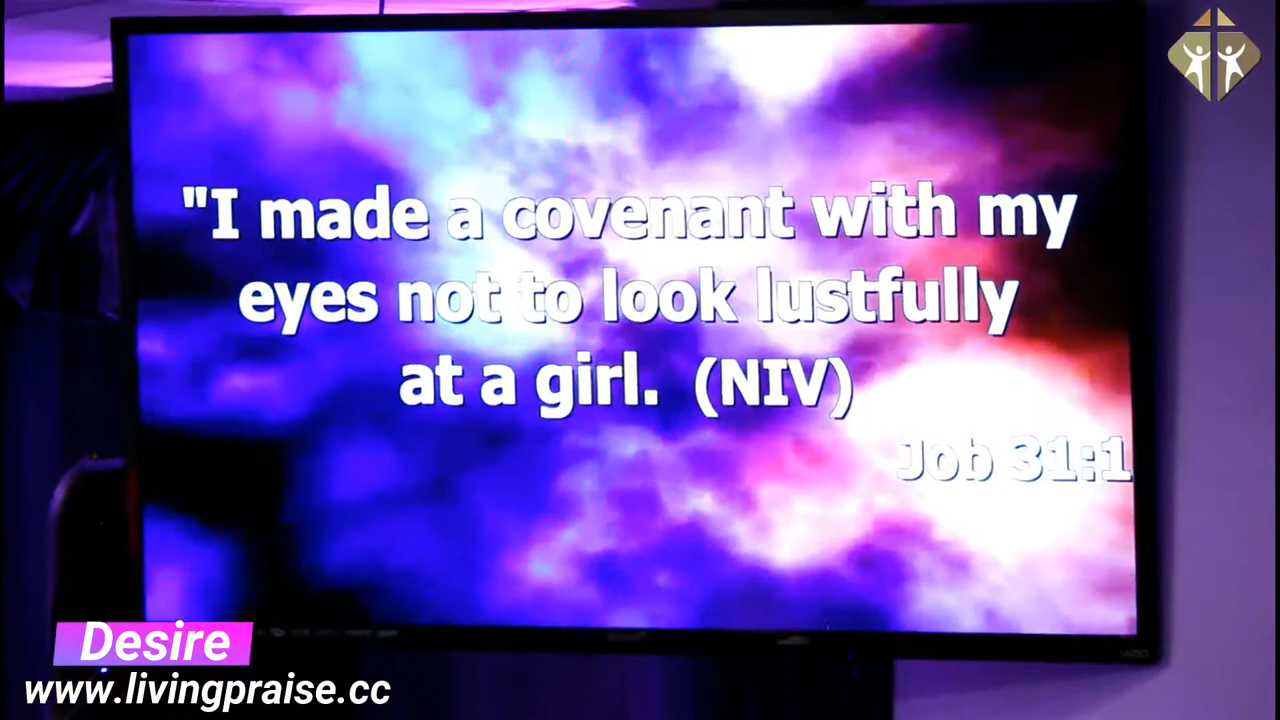 "I made a covenant with my
eyes not to look lustfully
at a girl. (NIV)
Job 31:1
VIZIO
Desire
www.livingpraise.cc